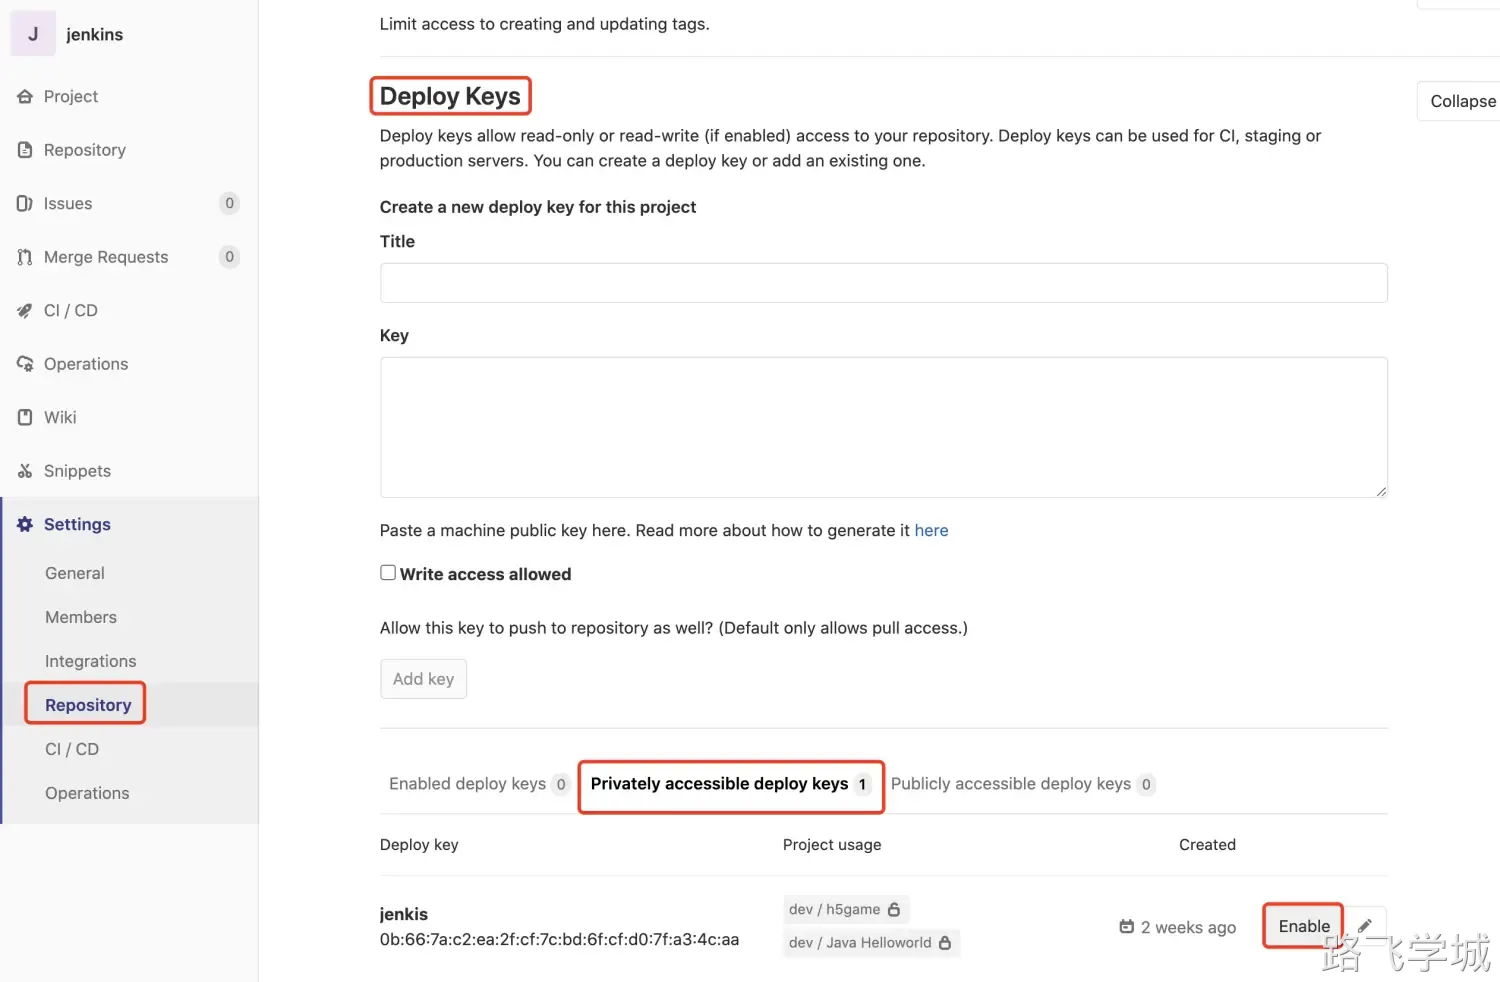 J jenkins
Project
Repository
Issues 0
Merge Requests 0
CI / CD
Operations
Wiki
Snippets
Settings
General
Members
Integrations
Repository
CI / CD
Operations
Limit access to creating and updating tags.
Deploy Keys
Collapse
Deploy keys allow read-only or read-write (if enabled) access to your repository. Deploy keys can be used for CI, staging or
production servers. You can create a deploy key or add an existing one.
Create a new deploy key for this project
Title
Key
Paste a machine public key here. Read more about how to generate it here
Write access allowed
Allow this key to push to repository as well? (Default only allows pull access.)
Add key
Enabled deploy keys 0 Privately accessible deploy keys 1 Publicly accessible deploy keys 0
Deploy key Project usage Created
jenkis
0b:66:7a:c2:ea:2f:cf:7c:bd:6f:cf:d0:7f:a3:4c:aa
dev / h5game
dev / Java Helloworld
2 weeks ago
Enable
路飞学城